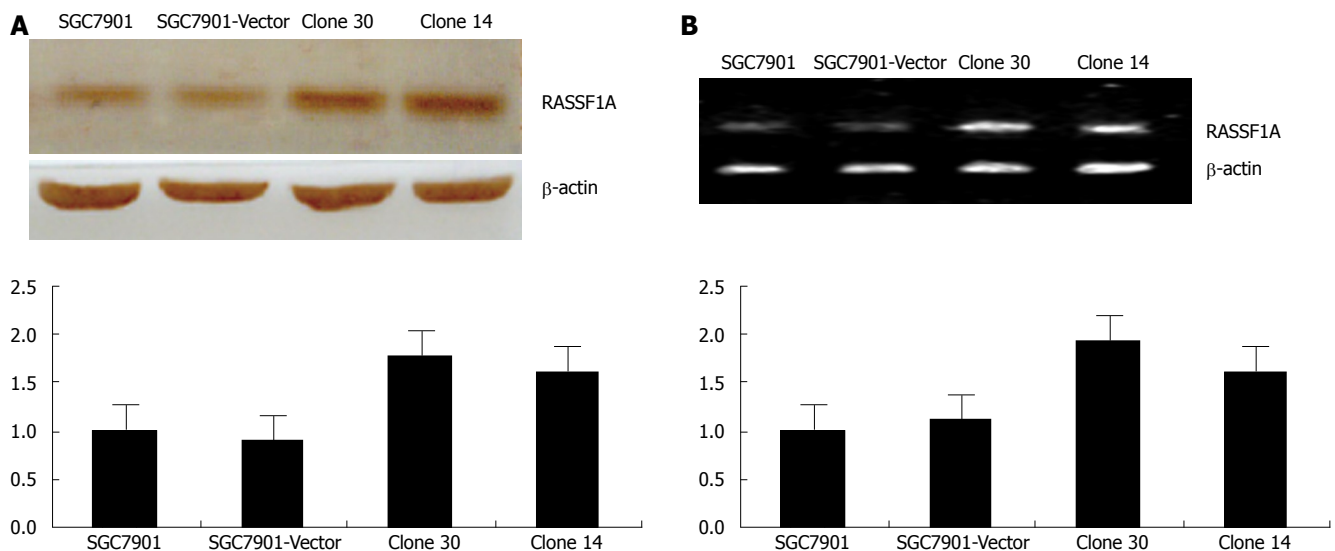 A
SGC7901 SGC7901-Vector Clone 30 Clone 14
RASSF1A
β-actin
2.5
2.0
1.5
1.0
0.5
0.0
SGC7901 SGC7901-Vector Clone 30 Clone 14
B
SGC7901 SGC7901-Vector Clone 30 Clone 14
RASSF1A
β-actin
2.5
2.0
1.5
1.0
0.5
0.0
SGC7901 SGC7901-Vector Clone 30 Clone 14